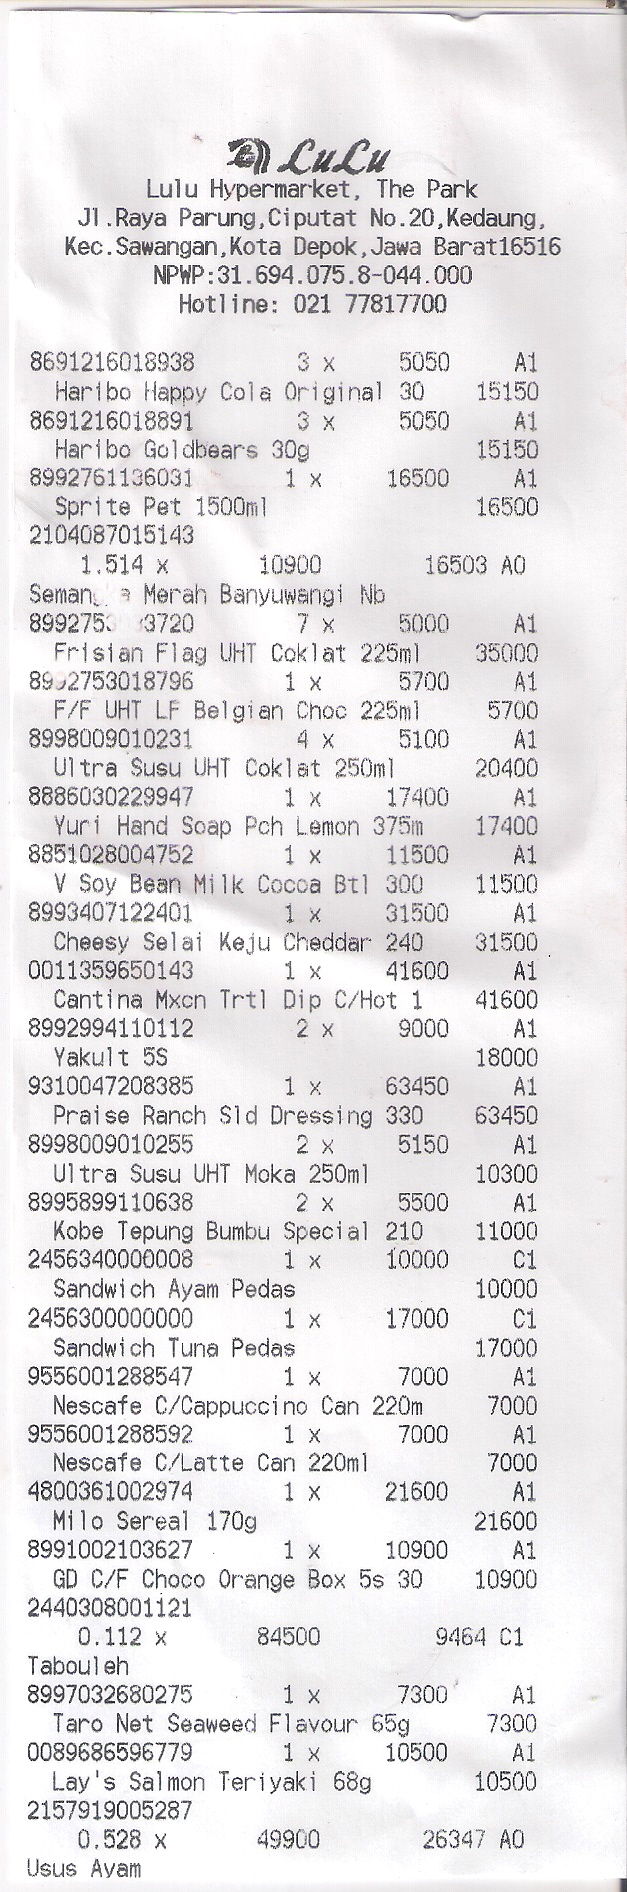 LuLu
Lulu Hypermarket, The Park
Jl.Raya Parung,Ciputat No.20,Kedaung,
Kec.Sawangan,Kota Depok,Jawa Barat16516
NPWP:31.694.075.8-044.000
Hotline: 021 77817700
8691216018938 3 x 5050 A1
Haribo Happy Cola Original 30 15150
8691216018891 3 x 5050 A1
Haribo Goldbears 30g 15150
8992761136031 1 x 16500 A1
Sprite Pet 1500ml 16500
2104087015143
1.514 x 10900 16503 A0
Merah Banyuwangi Nb
7 x 5000 A1
Frisian Flag UHT Coklat 225ml 35000
8992753018796 1 x 5700 A1
F/F UHT LF Belgian Choc 225ml 5700
8998009010231 4 x 5100 A1
Ultra Susu UHT Coklat 250ml 20400
8886030229947 1 x 17400 A1
Yuri Hand Soap Pch Lemon 375m 17400
8851028004752 1 x 11500 A1
V Soy Bean Milk Cocoa Btl 300 11500
8993407122401 1 x 31500 A1
Cheesy Selai Keju Cheddar 240 31500
0011359650143 1 x 41600 A1
Cantina Mxcn Trtl Dip C/Hot 1 41600
8992994110112 2 x 9000 A1
Yakult 5S 18000
9310047208385 1 x 63450 A1
Praise Ranch Sld Dressing 330 63450
8998009010255 2 x 5150 A1
Ultra Susu UHT Moka 250ml 10300
8995899110638 2 x 5500 A1
Kobe Tepung Bumbu Special 210 11000
2456340000008 1 x 10000 C1
Sandwich Ayam Pedas 10000
2456300000000 1 x 17000 C1
Sandwich Tuna Pedas 17000
9556001288547 1 x 7000 A1
Nescafe C/Cappuccino Can 220m 7000
9556001288592 1 x 7000 A1
Nescafe C/Latte Can 220ml 7000
4800361002974 1 x 21600 A1
Milo Sereal 170g 21600
8991002103627 1 x 10900 A1
GD C/F Choco Orange Box 5s 30 10900
2440308001121
0.112 x 84500 9464 C1
Tabouleh
8997032680275 1 x 7300 A1
Taro Net Seaweed Flavour 65g 7300
0089686596779 1 x 10500 A1
Lay's Salmon Teriyaki 68g 10500
2157919005287
0.528 x 49900 26347 A0
Usus Ayam